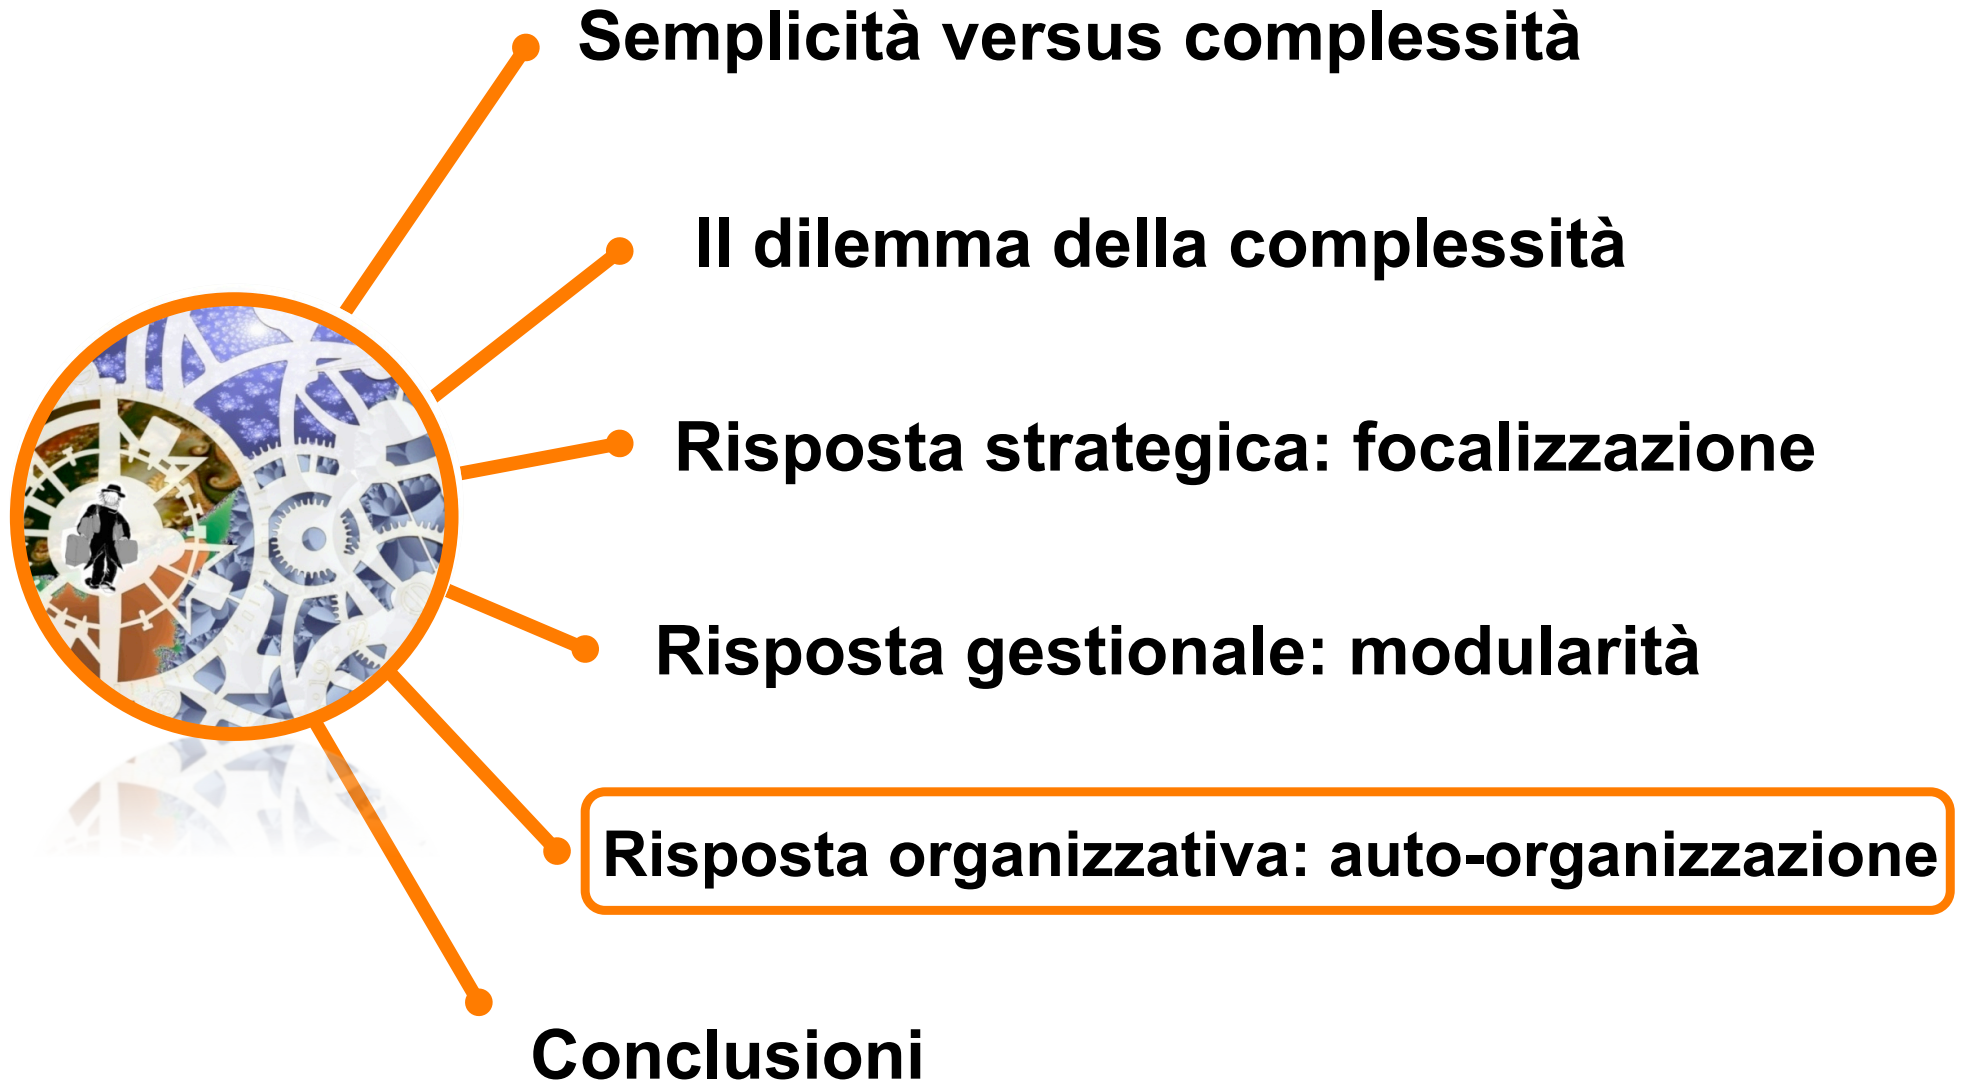 Semplicità versus complessità
Il dilemma della complessità
Risposta strategica: focalizzazione
Risposta gestionale: modularità
Risposta organizzativa: auto-organizzazione
Conclusioni